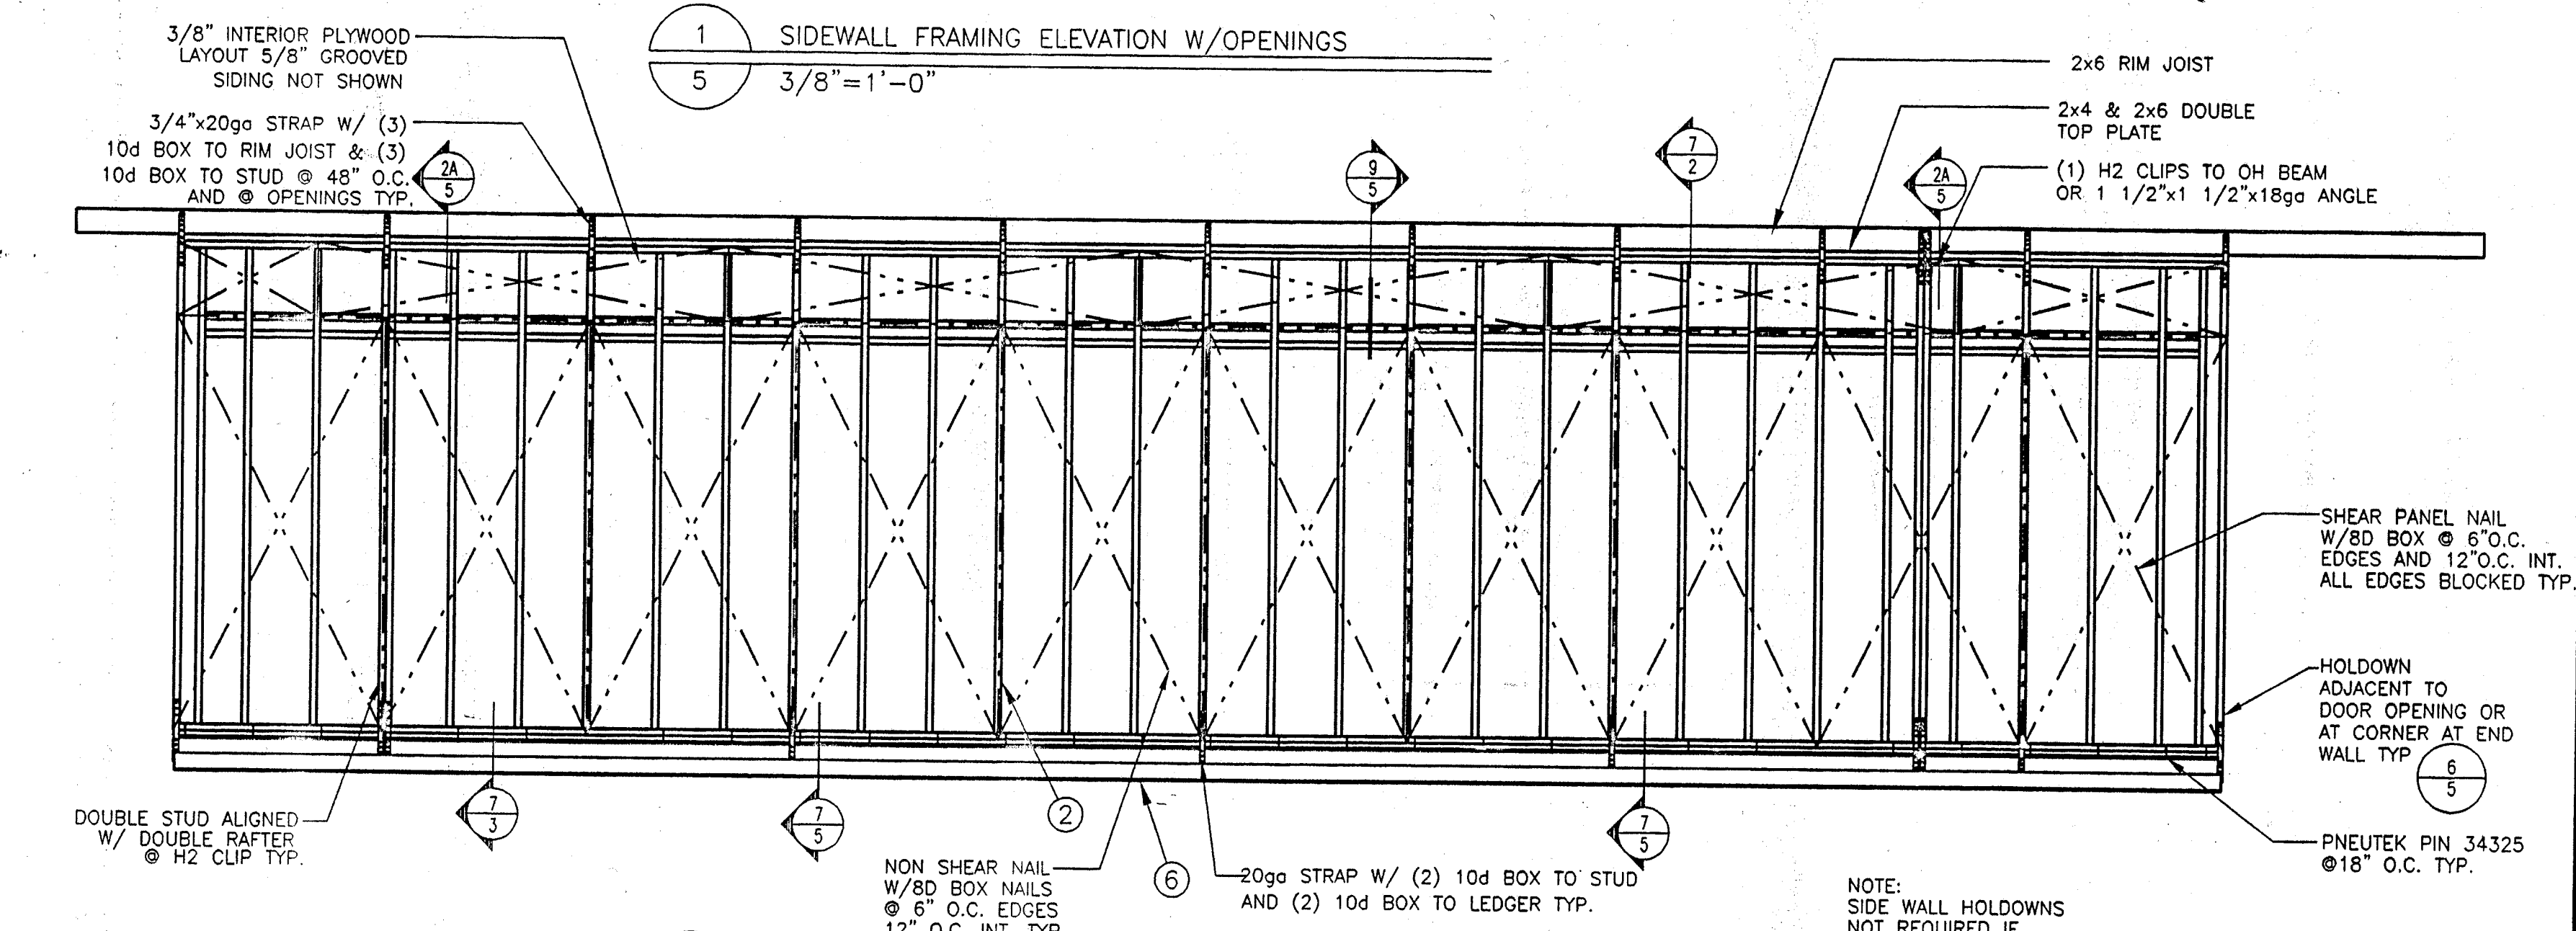 1
SIDEWALL FRAMING ELEVATION W/OPENINGS
5
3/8"=1'-0"
3/8" INTERIOR PLYWOOD
LAYOUT 5/8" GROOVED
SIDING NOT SHOWN
3/4"x20ga STRAP W/ (3)
10d BOX TO RIM JOIST & (3)
10d BOX TO STUD @ 48" O.C.
AND @ OPENINGS TYP.
2A
5
9
5
7
2
2A
5
2x6 RIM JOIST
2x4 & 2x6 DOUBLE
TOP PLATE
(1) H2 CLIPS TO OH BEAM
OR 1 1/2"x1 1/2"x18ga ANGLE
SHEAR PANEL NAIL
W/8D BOX @ 6"O.C.
EDGES AND 12"O.C. INT.
ALL EDGES BLOCKED TYP.
HOLDOWN
ADJACENT TO
DOOR OPENING OR
AT CORNER AT END
WALL TYP
6
5
PNEUTEK PIN 34325
@18" O.C. TYP.
DOUBLE STUD ALIGNED
W/ DOUBLE RAFTER
@ H2 CLIP TYP.
7
3
7
5
2
7
5
NON SHEAR NAIL
W/8D BOX NAILS
@ 6" O.C. EDGES
12" O.C. INT. TYP
6
20ga STRAP W/ (2) 10d BOX TO STUD
AND (2) 10d BOX TO LEDGER TYP.
NOTE:
SIDE WALL HOLDOWNS
NOT REQUIRED IF